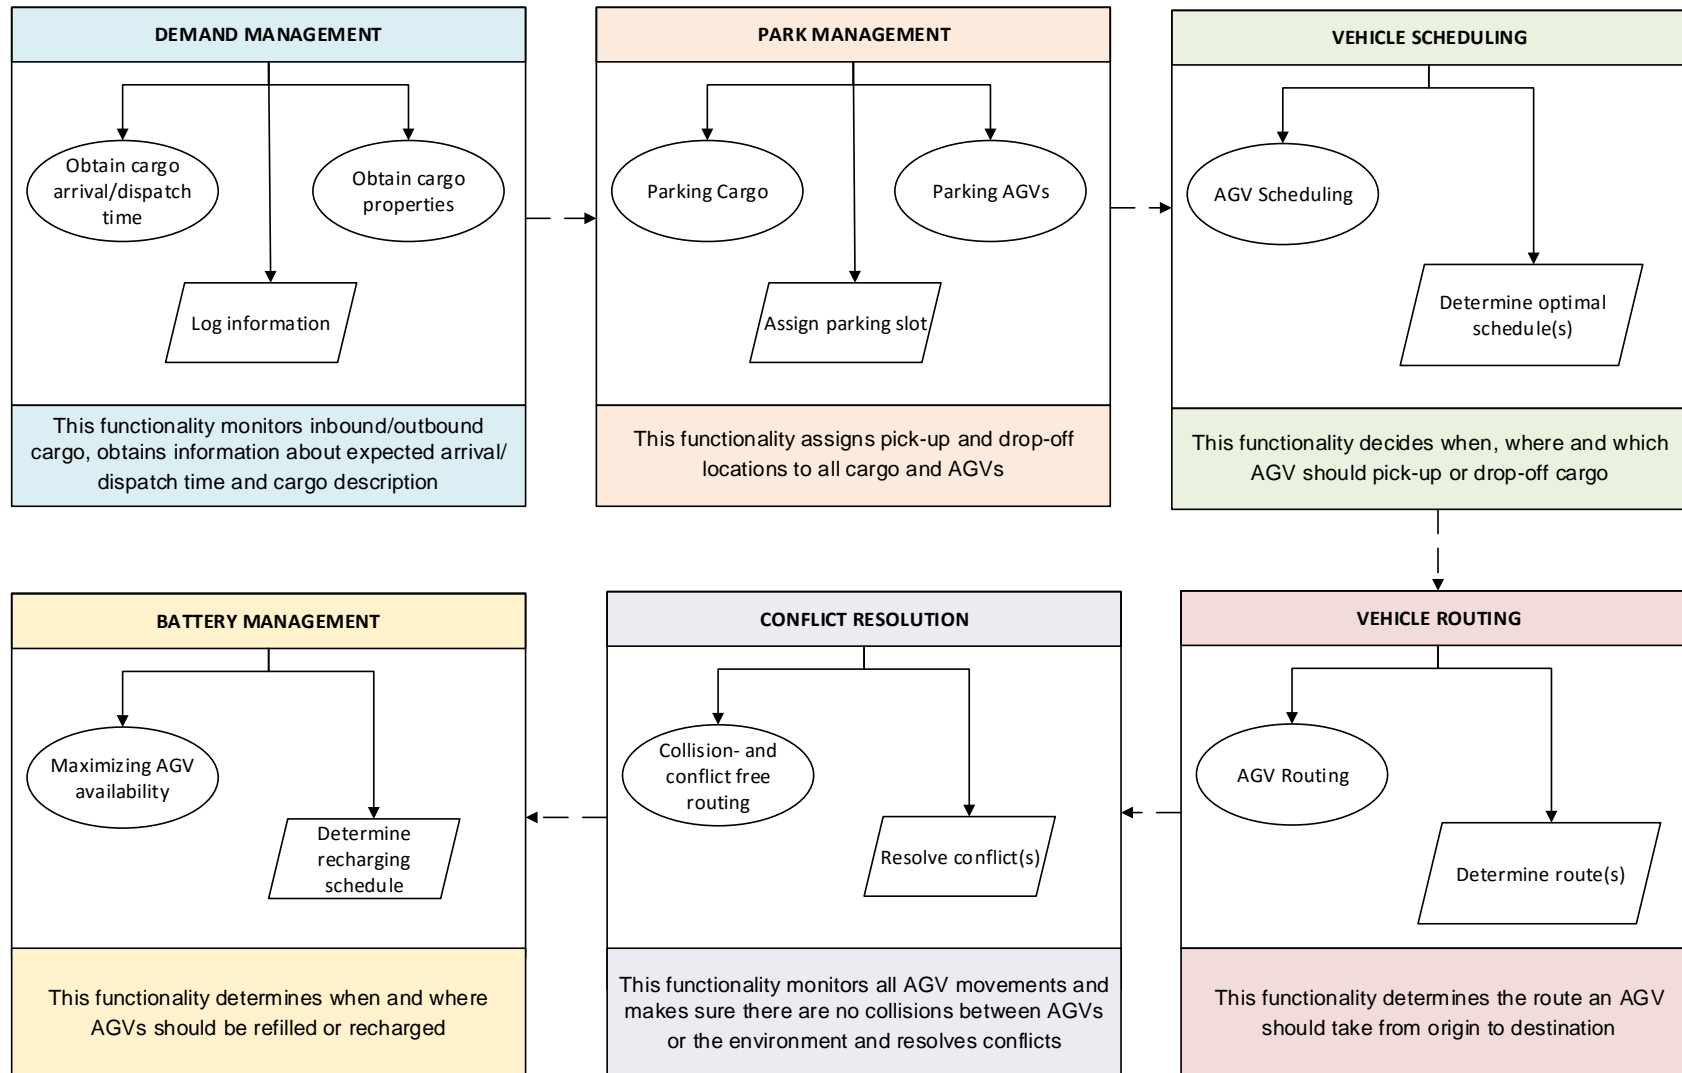 DEMAND MANAGEMENT
Obtain cargo
arrival/dispatch
time
Obtain cargo
properties
Log information
This functionality monitors inbound/outbound
cargo, obtains information about expected arrival/
dispatch time and cargo description
PARK MANAGEMENT
Parking Cargo
Parking AGVs
Assign parking slot
This functionality assigns pick-up and drop-off
locations to all cargo and AGVs
VEHICLE SCHEDULING
AGV Scheduling
Determine optimal
schedule(s)
This functionality decides when, where and which
AGV should pick-up or drop-off cargo
BATTERY MANAGEMENT
Maximizing AGV
availability
Determine
recharging
schedule
This functionality determines when and where
AGVs should be refilled or recharged
CONFLICT RESOLUTION
Collision- and
conflict free
routing
Resolve conflict(s)
This functionality monitors all AGV movements and
makes sure there are no collisions between AGVs
or the environment and resolves conflicts
VEHICLE ROUTING
AGV Routing
Determine route(s)
This functionality determines the route an AGV
should take from origin to destination